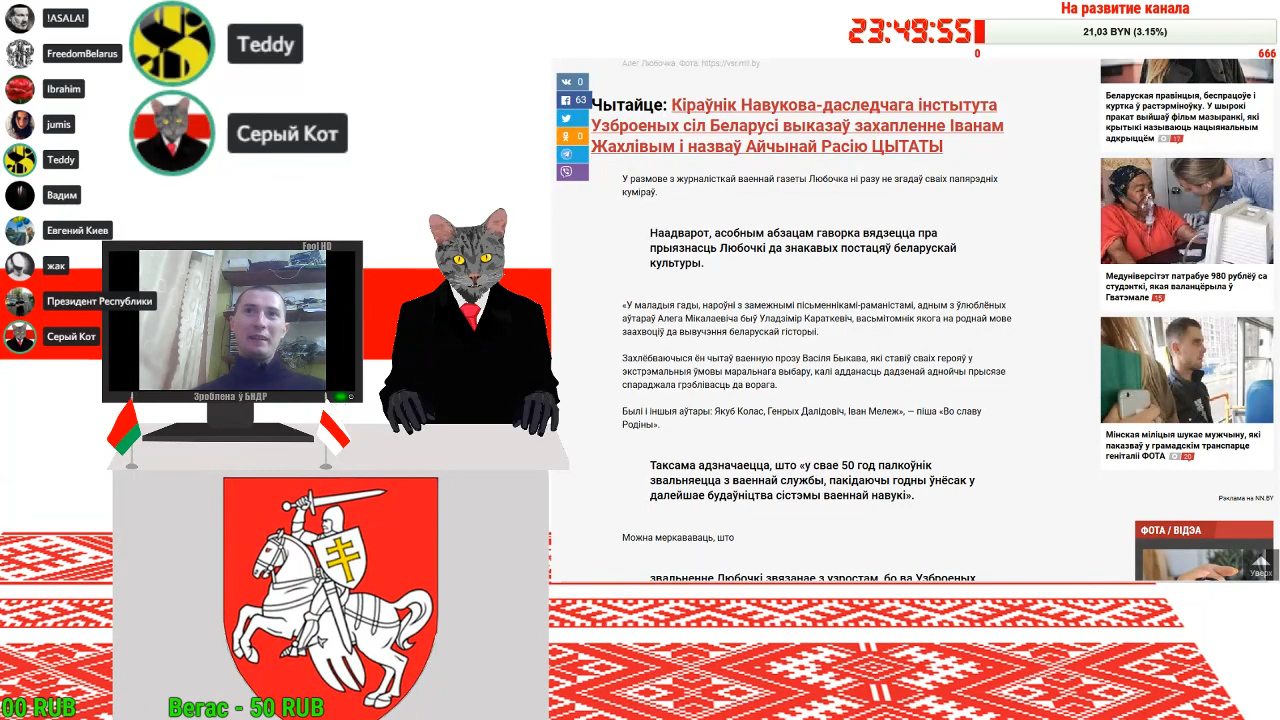 !ASALA!
FreedomBelarus
Ibrahim
jumis
Teddy
Вадим
Евгений Киев
жак
Президент Республики
Серый Кот
Teddy
Серый Кот
Fool HD
Зроблена ў БНДР
00 RUB
Вегас - 50 RUB
23:49:55
На развитие канала
21,03 BYN (3.15%)
0
666
Алег Любочка. Фота: https://vsr.mil.by
0
63
0
Чытайце: Кіраўнік Навукова-даследчага інстытута
Узброеных сіл Беларусі выказаў захапленне Іванам
Жахлівым і назваў Айчынай Расію ЦЫТАТЫ
У размове з журналісткай ваеннай газеты Любочка ні разу не згадаў сваіх папярэдніх
куміраў.
Наадварот, асобным абзацам гаворка вядзецца пра
прыязнасць Любочкі да знакавых постацяў беларускай
культуры.
«У маладыя гады, нароўні з замежнымі пісьменнікамі-раманістамі, адным з ўлюблёных
аўтараў Алега Мікалаевіча быў Уладзімір Караткевіч, васьмітомнік якога на роднай мове
заахвоціў да вывучэння беларускай гісторыі.
Захлёбваючыся ён чытаў ваенную прозу Васіля Быкава, які ставіў сваіх герояў у
экстрэмальныя ўмовы маральнага выбару, калі адданасць дадзенай аднойчы прысязе
спараджала грэблівасць да ворага.
Былі і іншыя аўтары: Якуб Колас, Генрых Далідовіч, Іван Мележ», — піша «Во славу
Родіны».
Таксама адзначаецца, што «у свае 50 год палкоўнік
звальняецца з ваеннай службы, пакідаючы годны ўнёсак у
далейшае будаўніцтва сістэмы ваеннай навукі».
Можна меркававаць, што
звальненне Любочкі звязанае з узростам, бо ва Узброеных
Беларуская правінцыя, беспрацоўе і
куртка ў растэрміноўку. У шырокі
пракат выйшаў фільм мазыранкі, які
крытыкі называюць нацыянальным
адкрыццём 17
Медуніверсітэт патрабуе 980 рублёў са
студэнткі, якая валанцёрыла ў
Гватэмале 15
Мінская міліцыя шукае мужчыну, які
паказваў у грамадскім транспарце
геніталіі ФОТА 20
Рэклама на NN.BY
ФОТА / ВІДЭА
Уверх